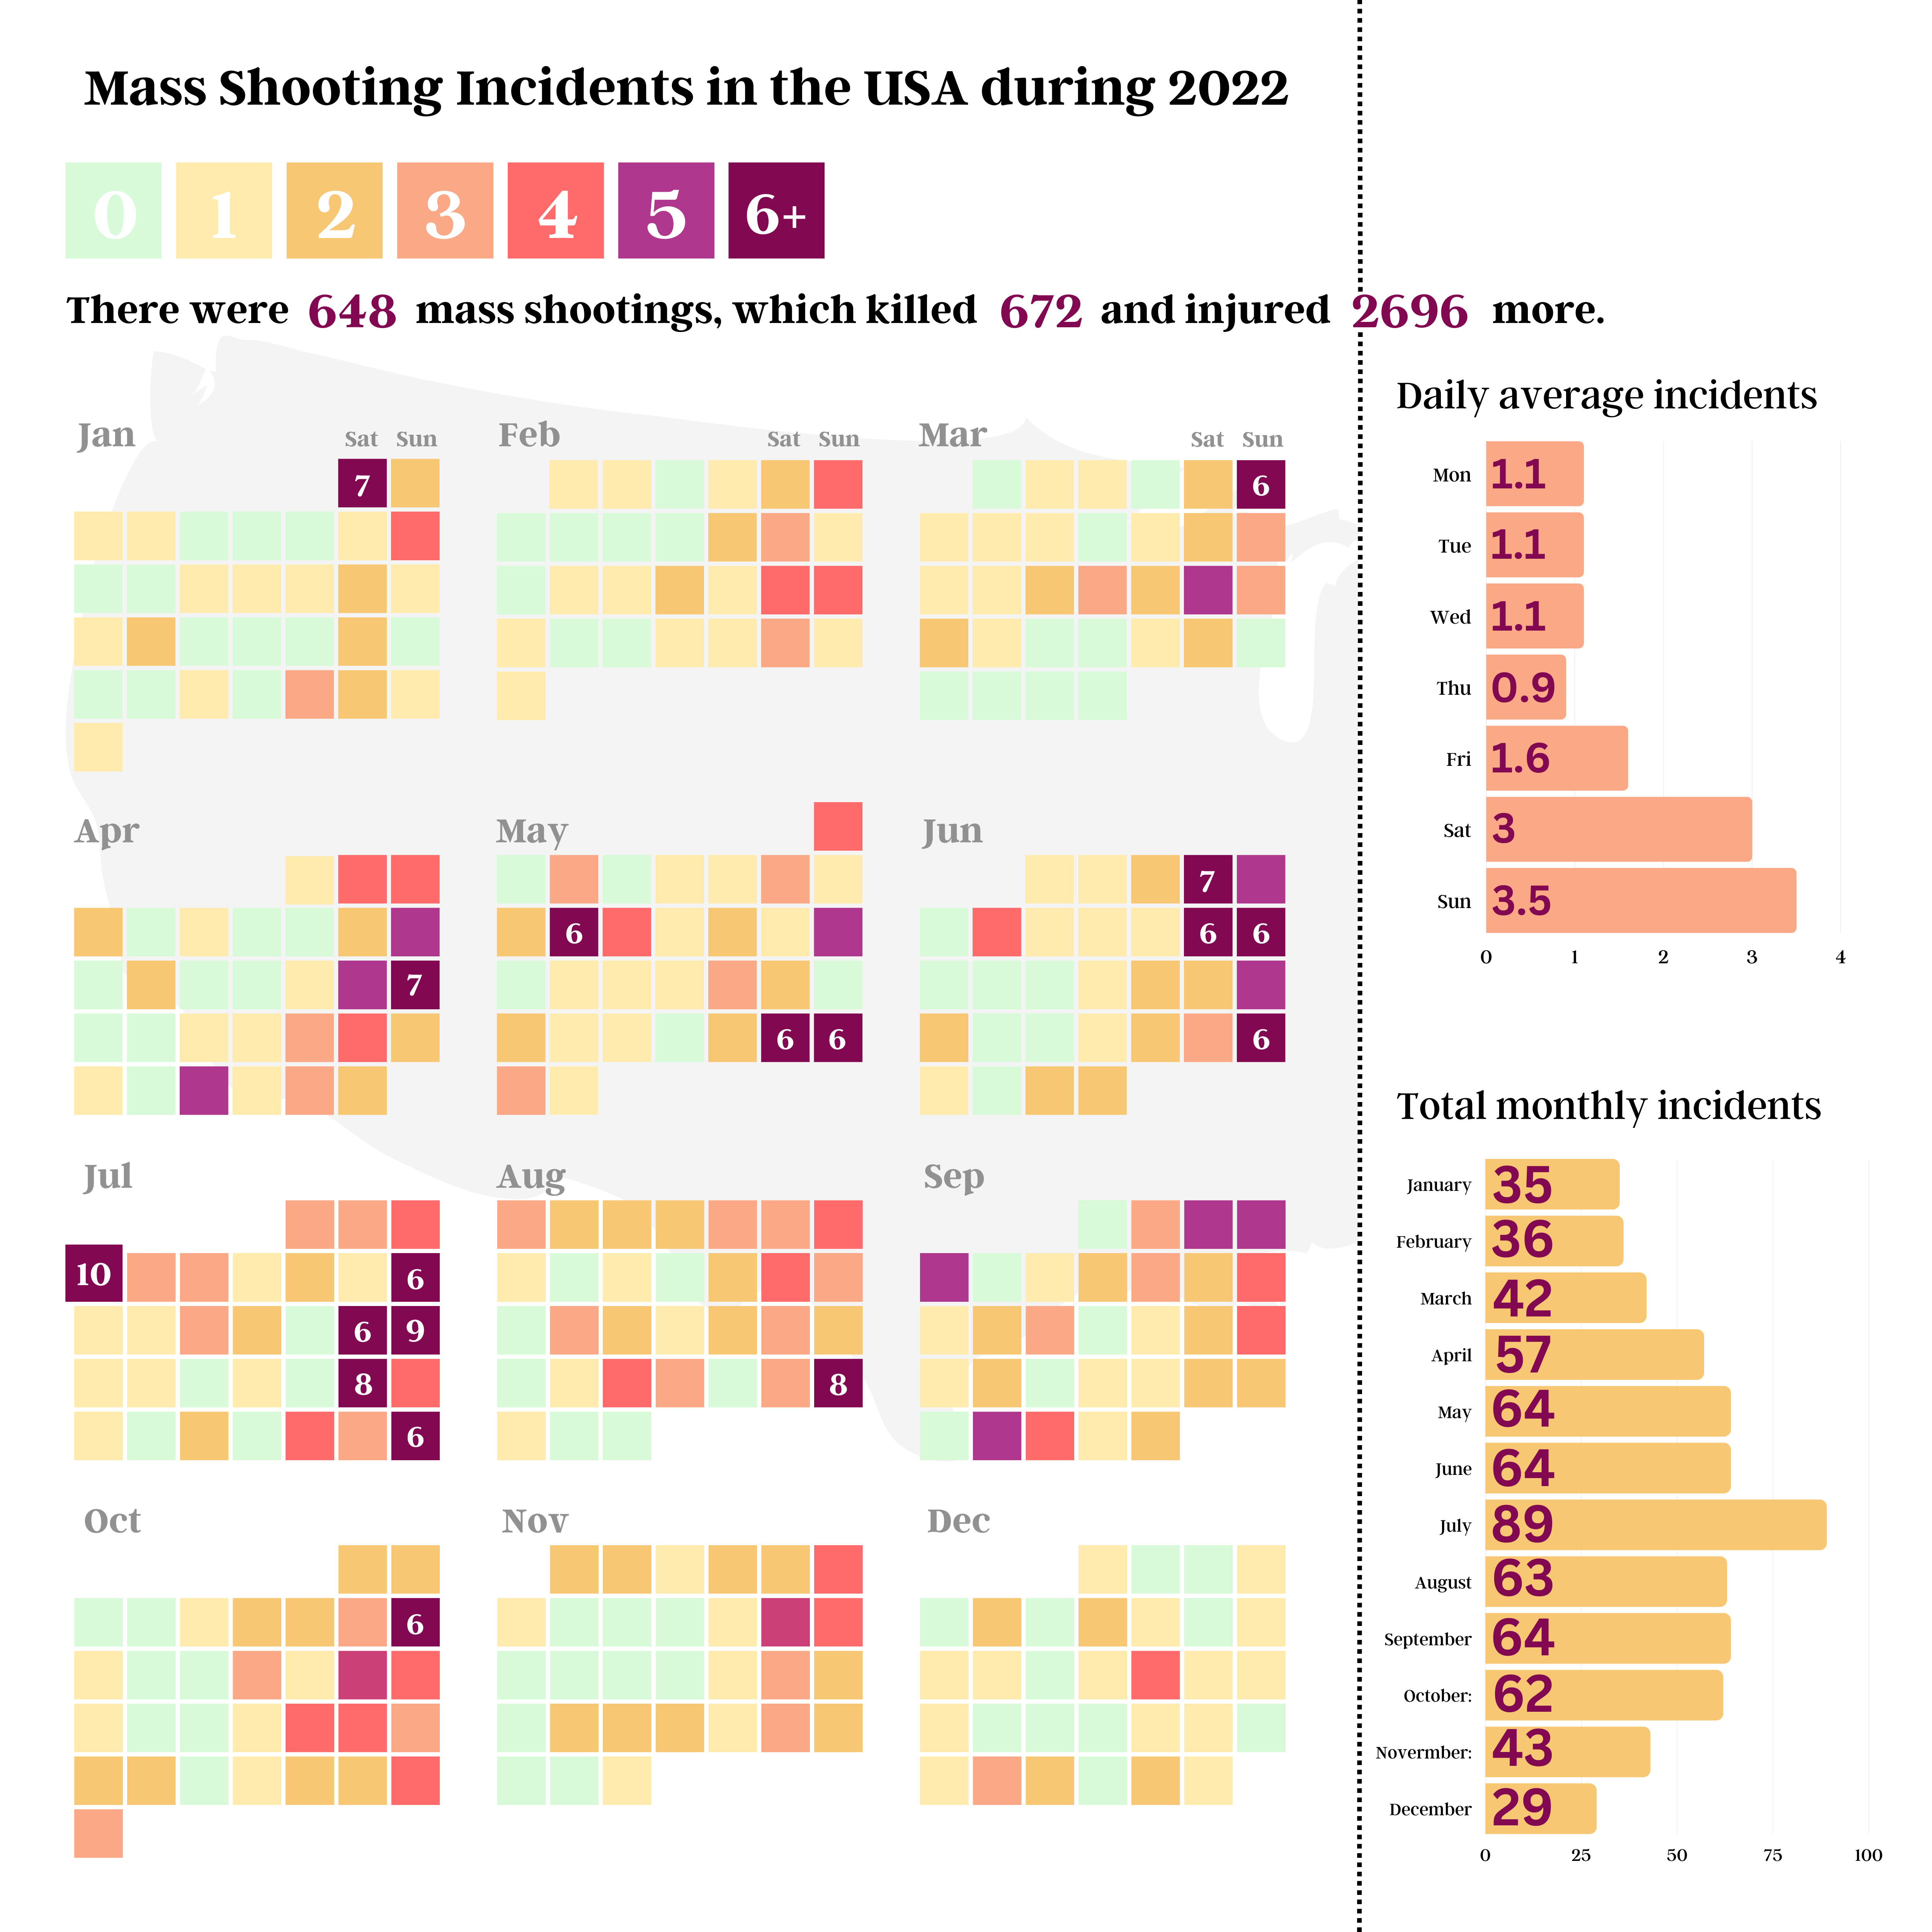 Mass Shooting Incidents in the USA during 2022
0 1 2 3 4 5 6+
There were 648 mass shootings, which killed 672 and injured 2696 more.
Jan Sat Sun
7
Feb Sat Sun
Mar Sat Sun
6
Apr
7
May
6
6 6
Jun
7
6 6
6
Jul
10 6
6 9
8
6
Aug
8
Sep
Oct
6
Nov
Dec
Daily average incidents
Mon 1.1
Tue 1.1
Wed 1.1
Thu 0.9
Fri 1.6
Sat 3
Sun 3.5
0 1 2 3 4
Total monthly incidents
January 35
February 36
March 42
April 57
May 64
June 64
July 89
August 63
September 64
October: 62
Novermber: 43
December 29
0 25 50 75 100